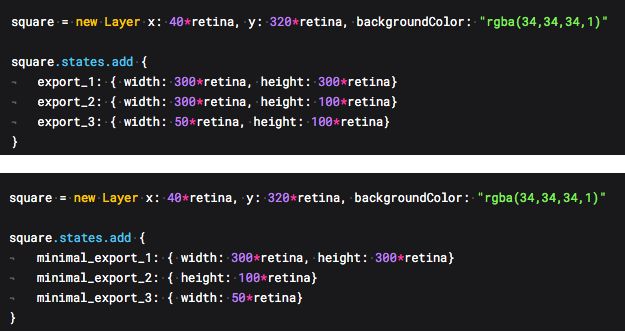 square = new Layer x: 40*retina, y: 320*retina, backgroundColor: "rgba(34,34,34,1)"
square.states.add {
export_1: { width: 300*retina, height: 300*retina}
export_2: { width: 300*retina, height: 100*retina}
export_3: { width: 50*retina, height: 100*retina}
}
square = new Layer x: 40*retina, y: 320*retina, backgroundColor: "rgba(34,34,34,1)"
square.states.add {
minimal_export_1: { width: 300*retina, height: 300*retina}
minimal_export_2: { height: 100*retina}
minimal_export_3: { width: 50*retina}
}